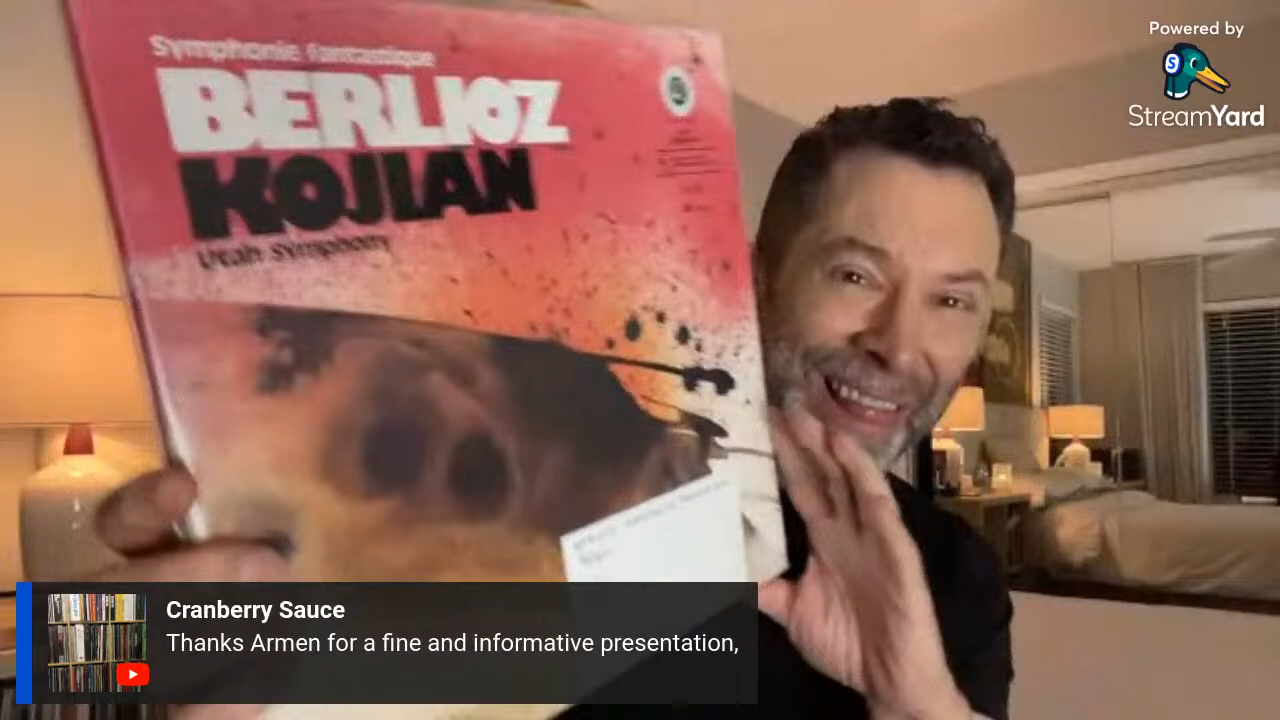 Symphonie fantastique
BERLIOZ
KOJIAN
Utah Symphony
Powered by
StreamYard
Cranberry Sauce
Thanks Armen for a fine and informative presentation,